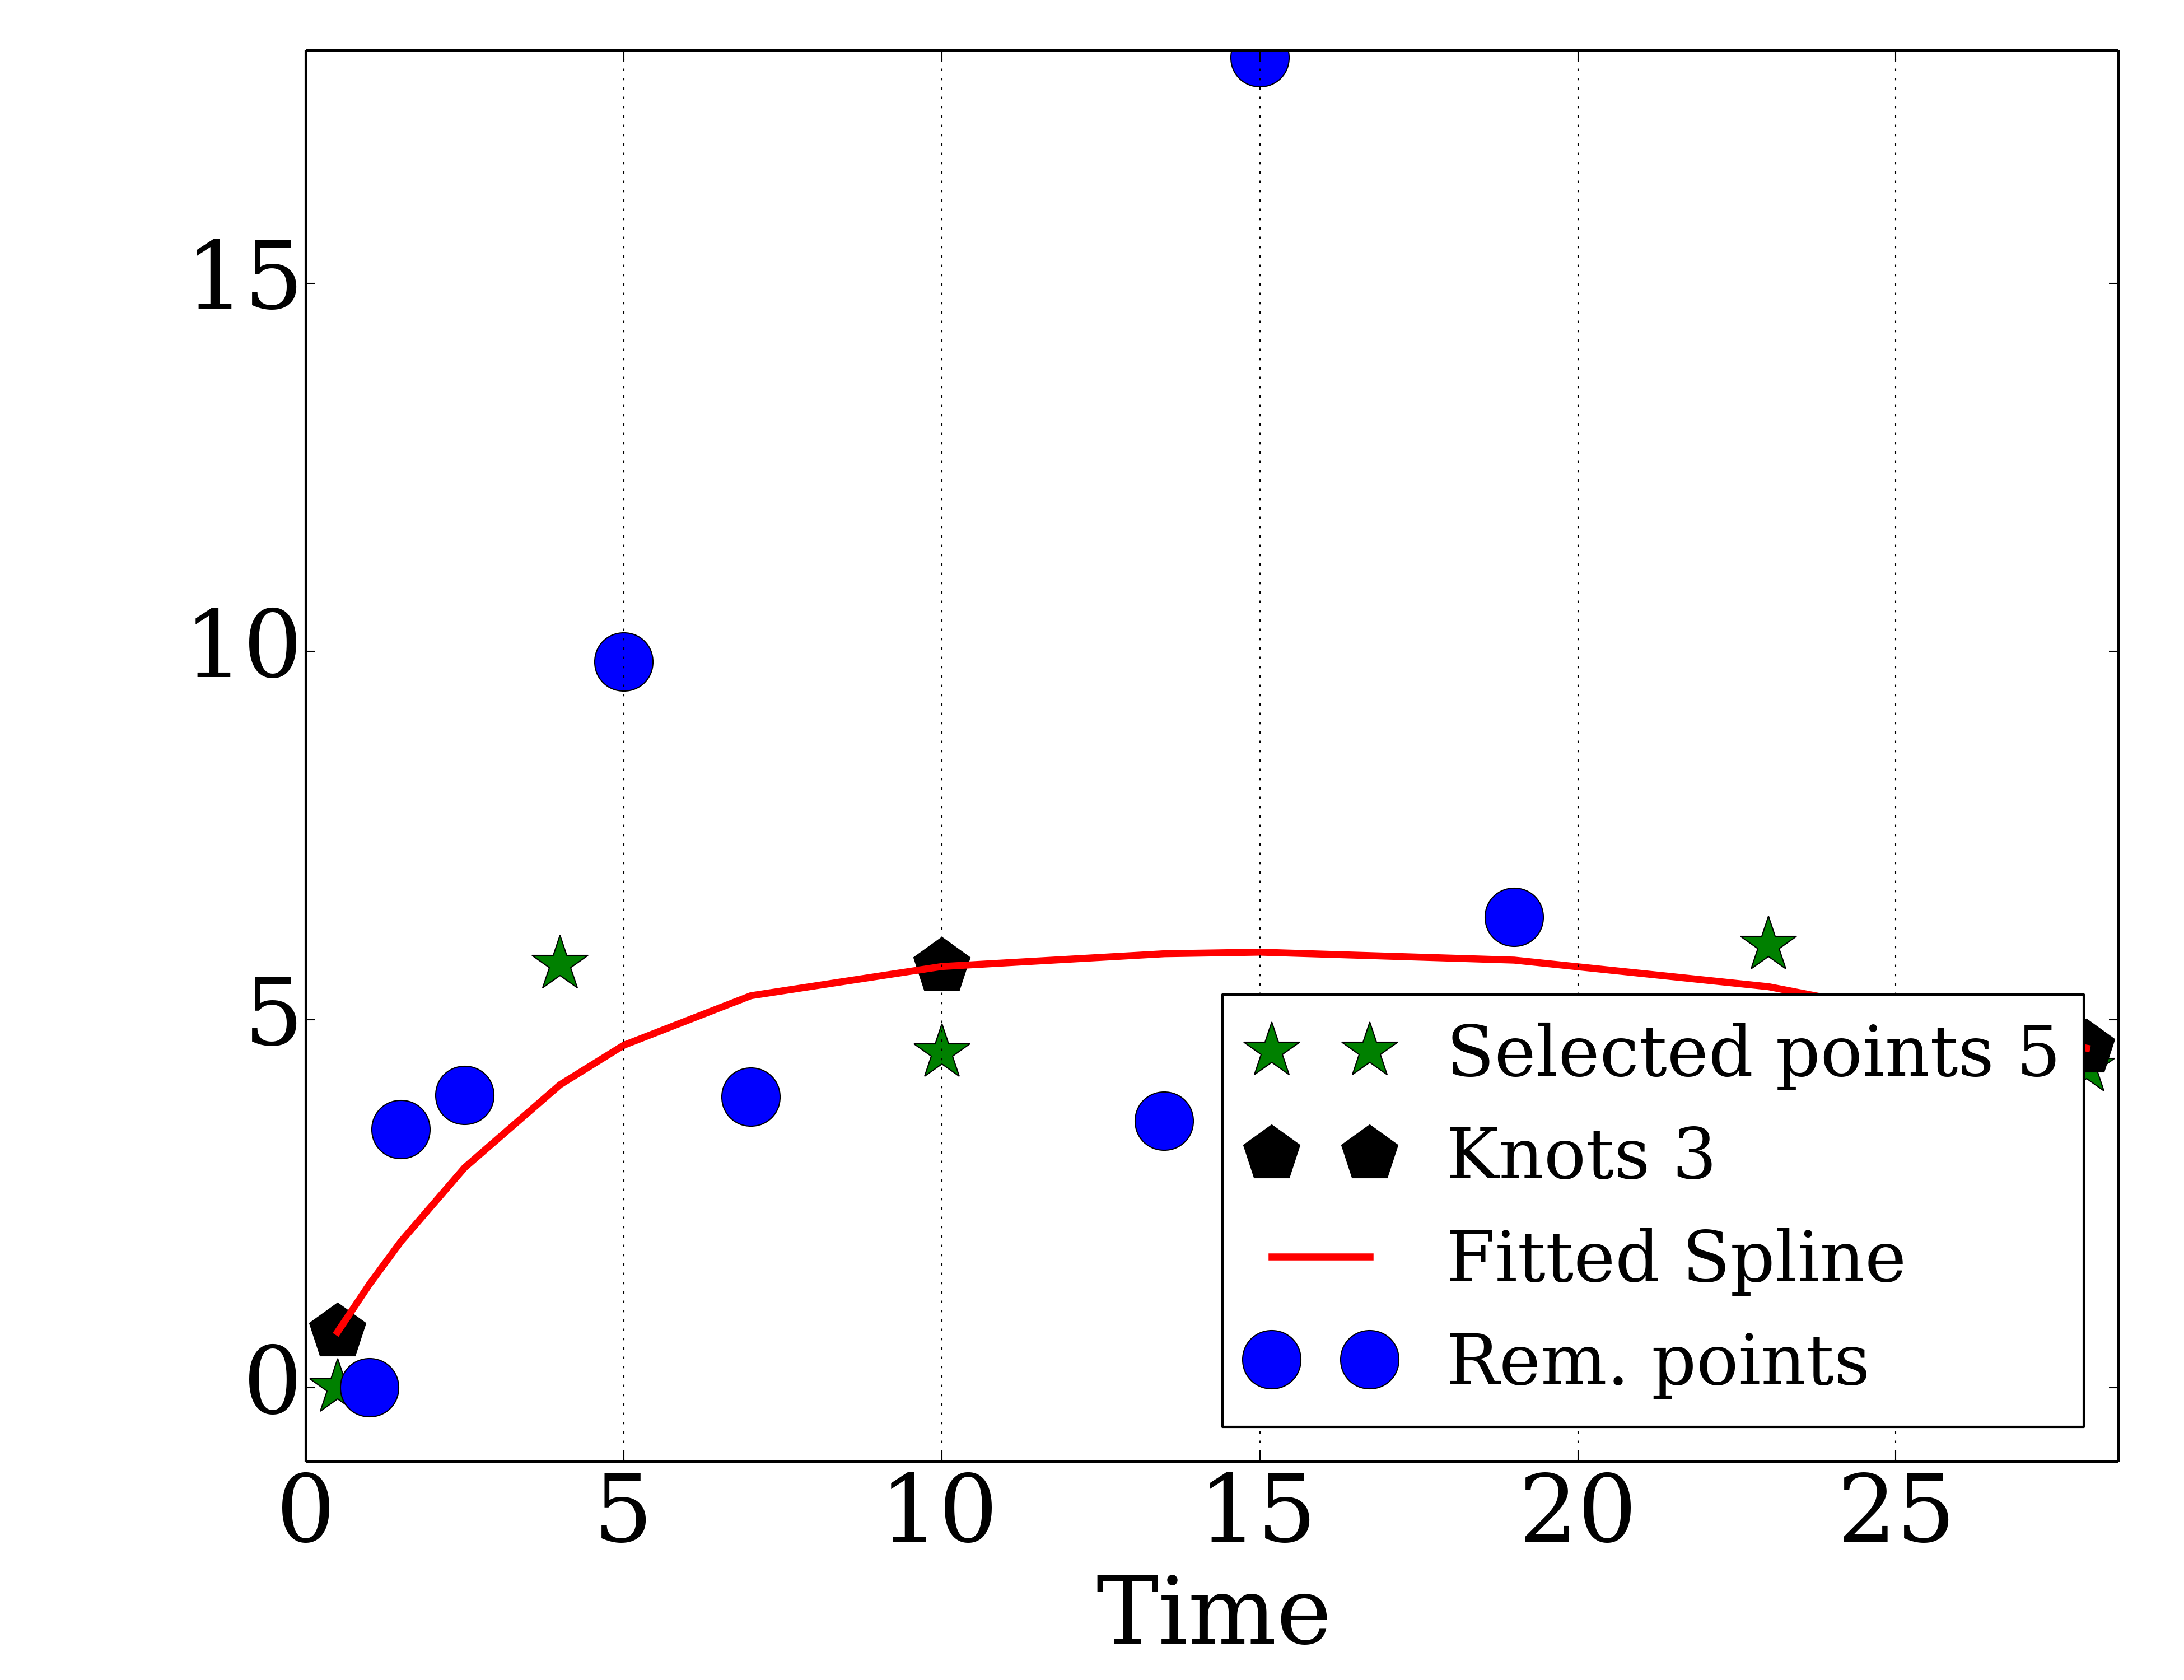 15
10
5
0
Selected points 5
Knots 3
Fitted Spline
Rem. points
0 5 10 15 20 25
Time